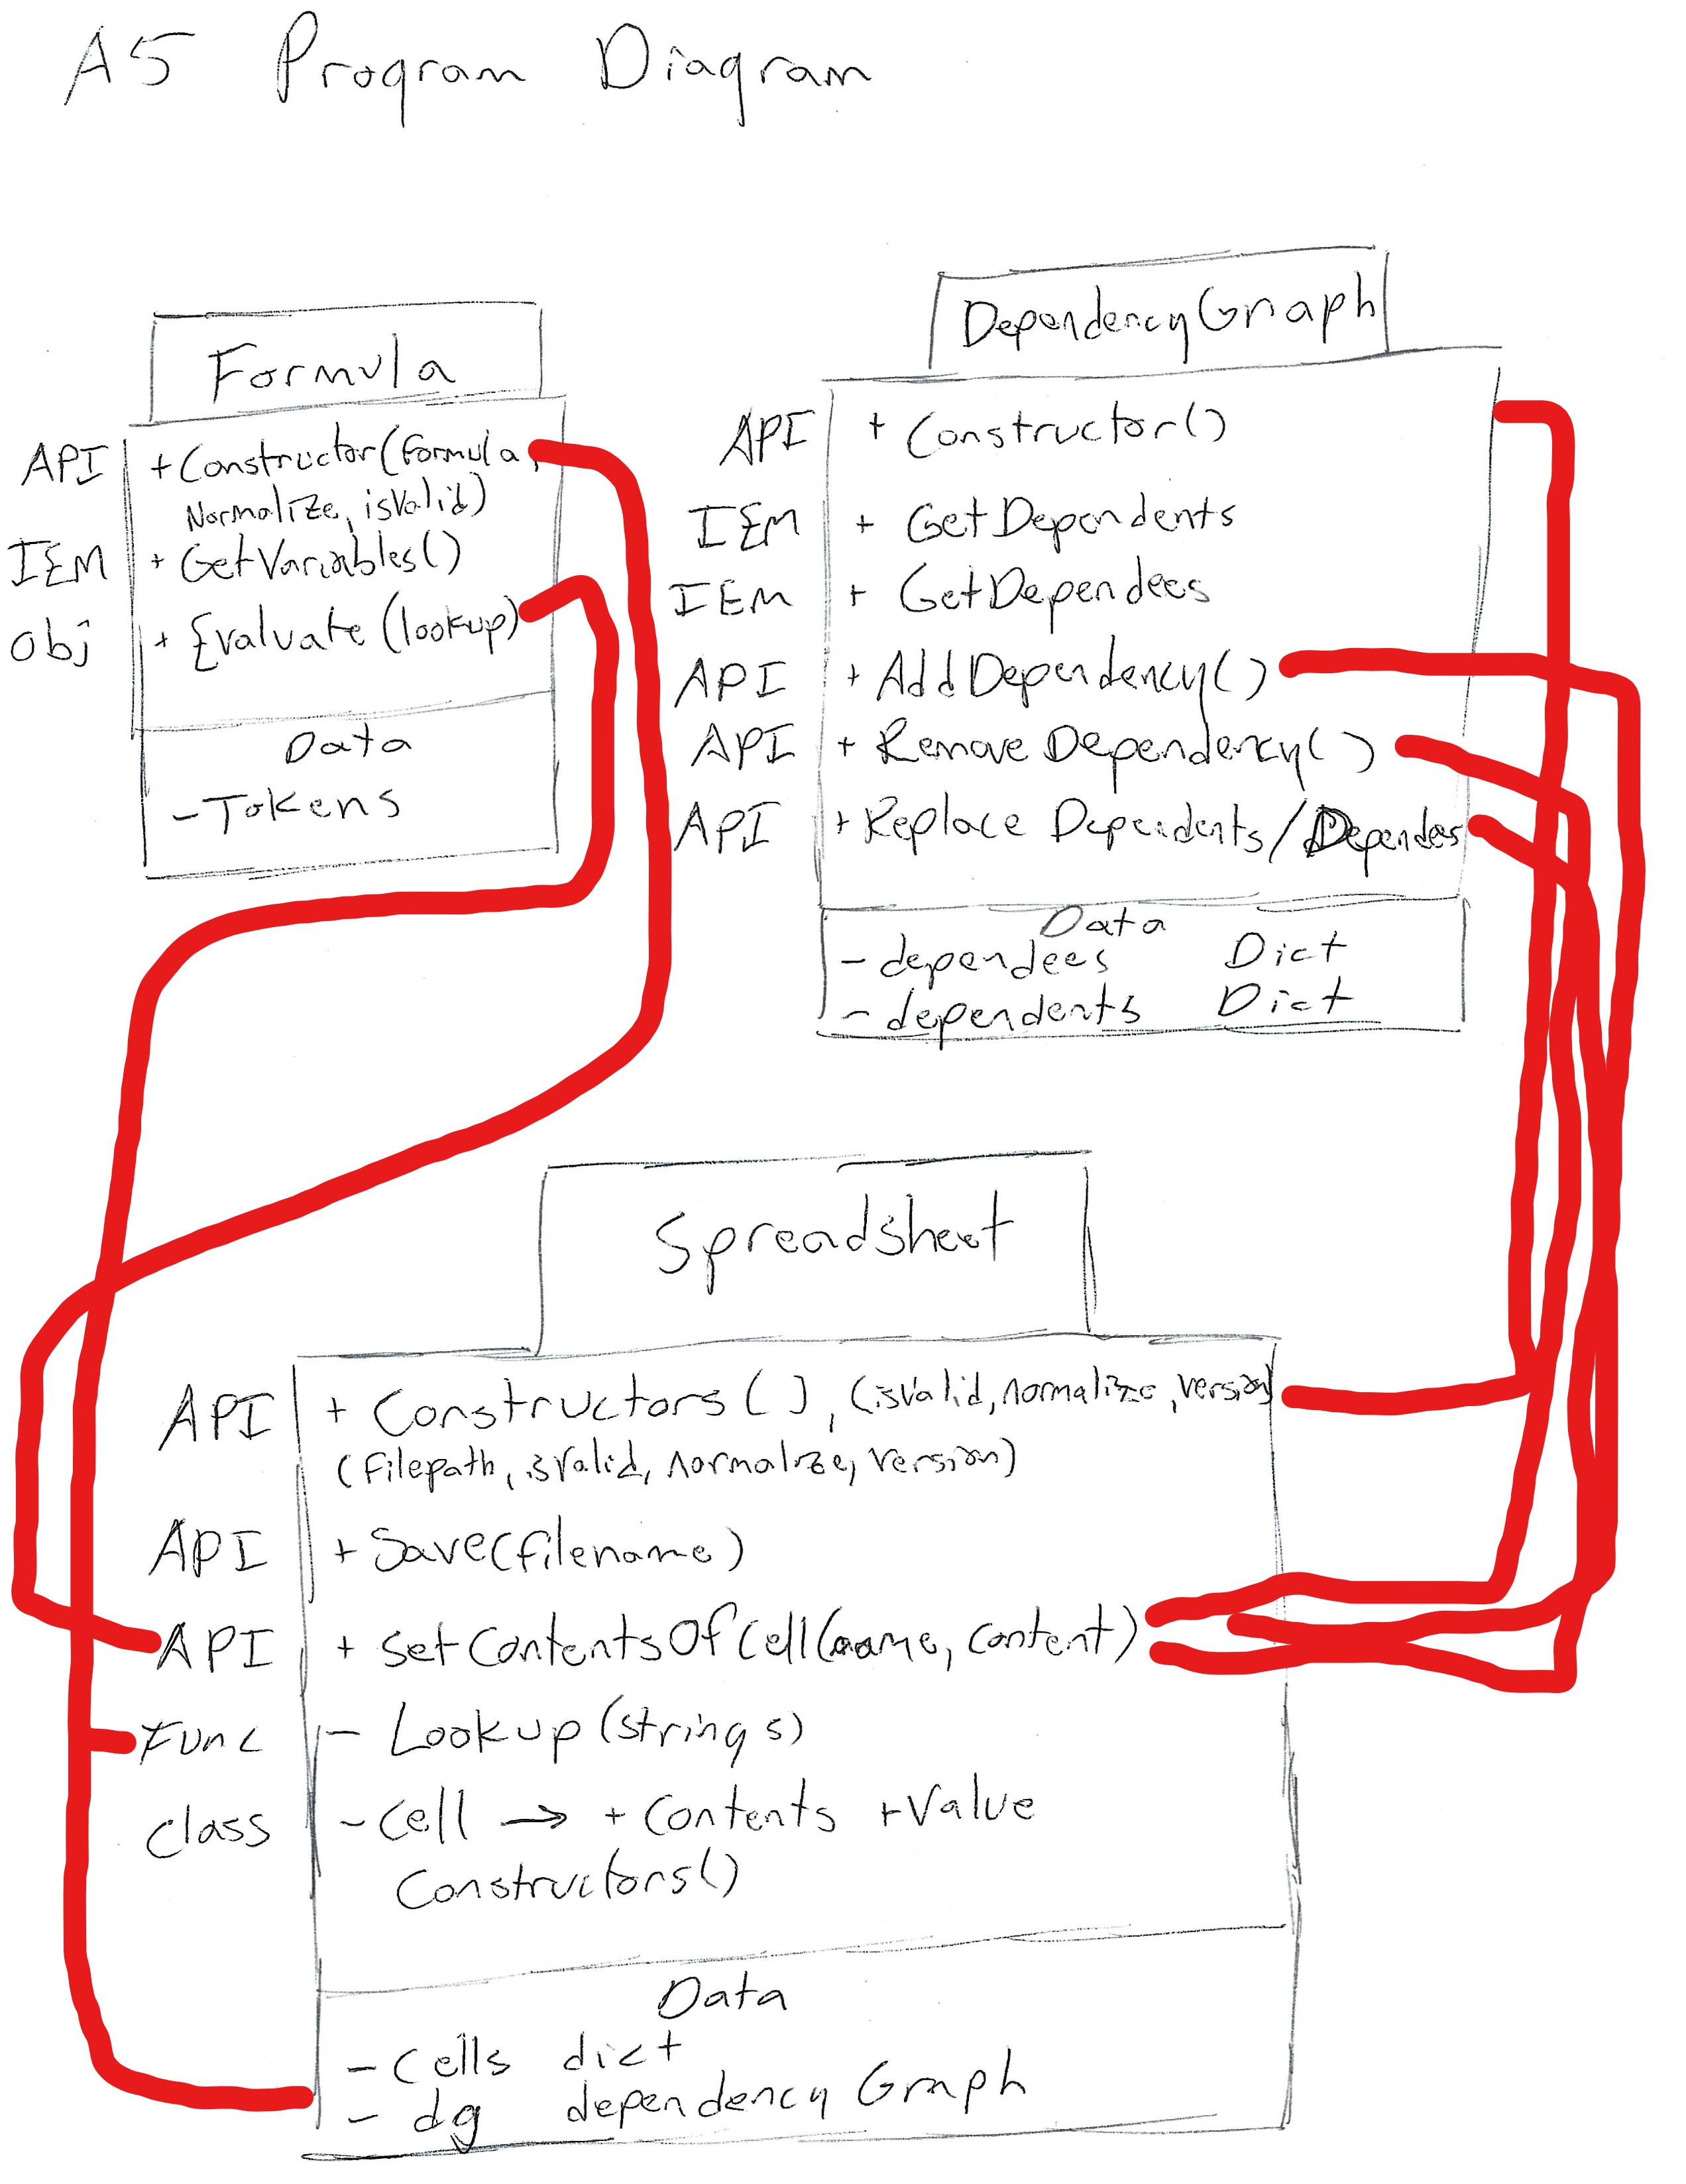 A5 Program Diagram
Formula
API + Constructor(Formula,
Normalize, isValid)
IEM + GetVariables()
Obj + Evaluate(lookup)
Data
- Tokens
DependencyGraph
API + Constructor()
IEM + GetDependents
IEM + GetDependees
API + AddDependency()
API + Remove Dependency()
API + Replace Dependents/Dependees
Data
- dependees Dict
- dependents Dict
Spreadsheet
API + Constructors(), (isValid, normalize, version)
(filepath, isValid, normalize, version)
API + Save(filename)
API + SetContentsOfCell(name, content)
Func - Lookup(string s)
Class - Cell → + Contents + Value
Constructors()
Data
- Cells dict
- dg dependency Graph